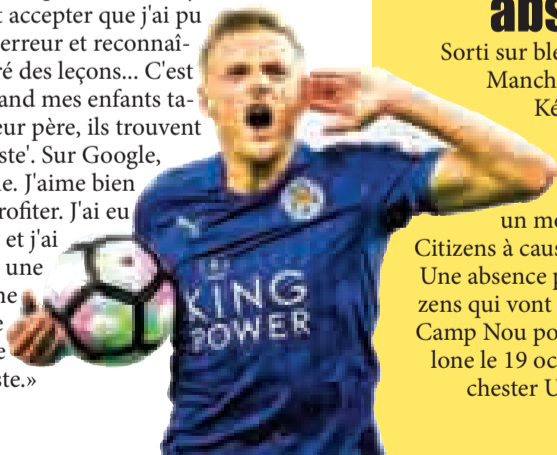 t accepter que j'ai pu
erreur et reconnaî-
ré des leçons... C'est
and mes enfants ta-
eur père, ils trouvent
ste'. Sur Google,
e. J'aime bien
rofiter. J'ai eu
et j'ai
une
ne
e
e
ste.»
KING
POWER
abs
Sorti sur ble
Manch
Ké
un mo
Citizens à caus
Une absence p
zens qui vont
Camp Nou po
lone le 19 oc
chester U